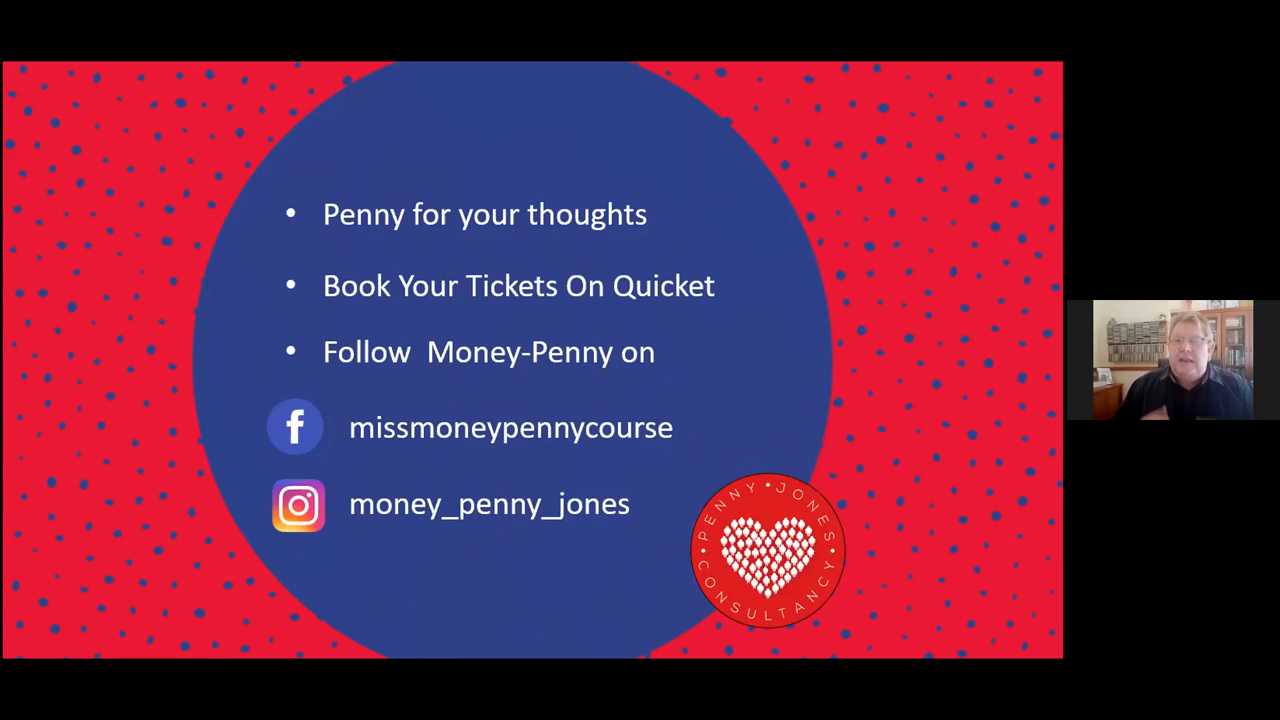 • Penny for your thoughts
• Book Your Tickets On Quicket
• Follow  Money-Penny on
missmoneypennycourse
money_penny_jones
PENNY • JONES
• CONSULTANCY •